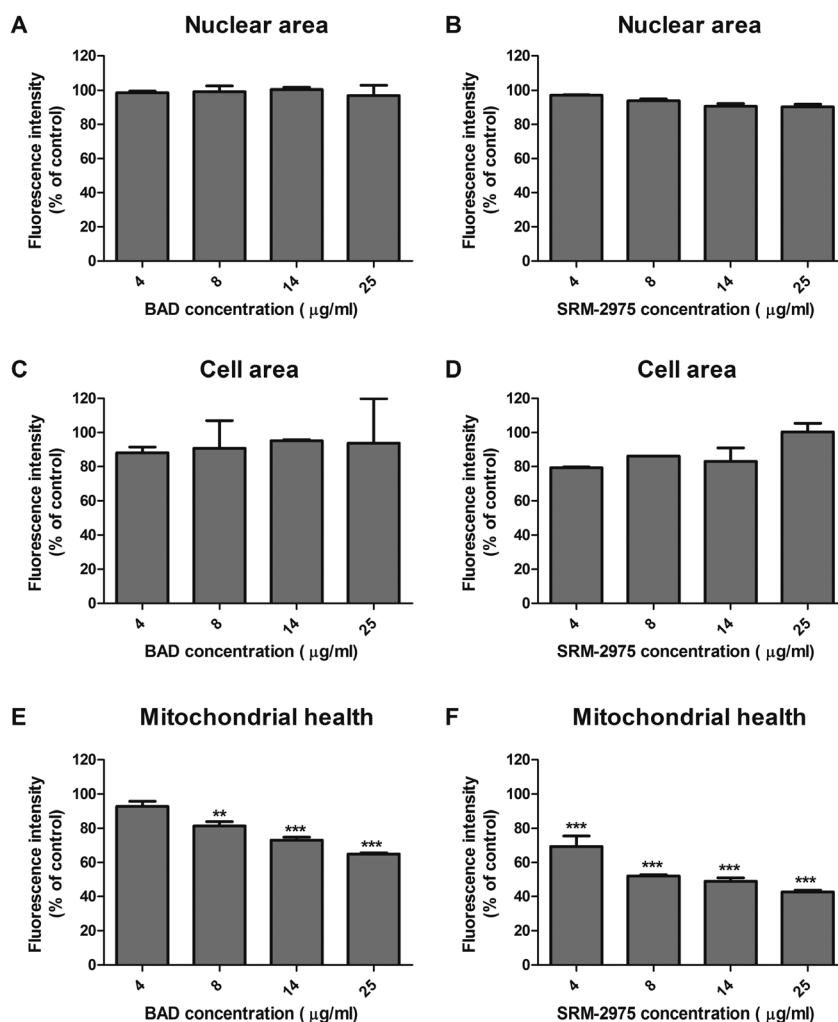 A
Nuclear area
Fluorescence intensity
(% of control)
120
100
80
60
40
20
0
4
8
14
25
BAD concentration ( μg/ml)
B
Nuclear area
Fluorescence intensity
(% of control)
120
100
80
60
40
20
0
4
8
14
25
SRM-2975 concentration ( μg/ml)
C
Cell area
Fluorescence intensity
(% of control)
120
100
80
60
40
20
0
4
8
14
25
BAD concentration ( μg/ml)
D
Cell area
Fluorescence intensity
(% of control)
120
100
80
60
40
20
0
4
8
14
25
SRM-2975 concentration ( μg/ml)
E
Mitochondrial health
Fluorescence intensity
(% of control)
120
100
80
60
40
20
0
**
***
***
4
8
14
25
BAD concentration ( μg/ml)
F
Mitochondrial health
Fluorescence intensity
(% of control)
120
100
80
60
40
20
0
***
***
***
***
4
8
14
25
SRM-2975 concentration ( μg/ml)